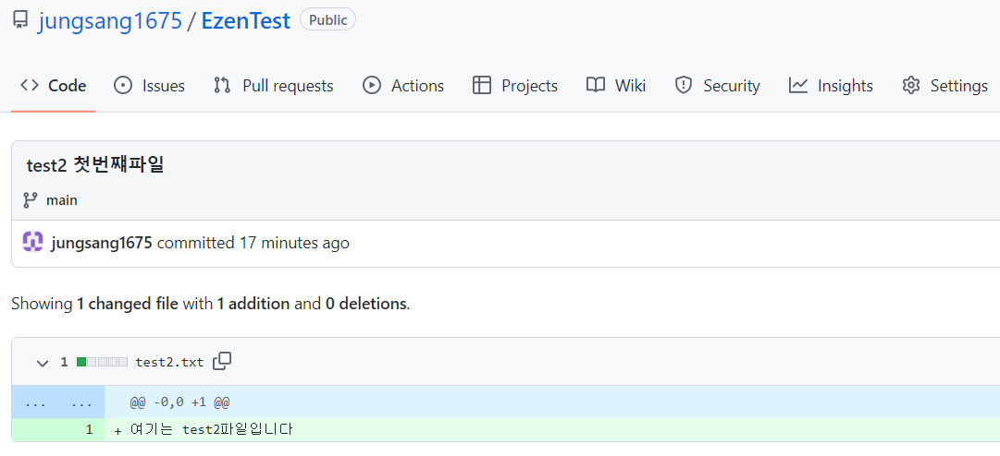 jungsang1675 / EzenTest Public
Code Issues Pull requests Actions Projects Wiki Security Insights Settings
test2 첫번쨰파일
main
jungsang1675 committed 17 minutes ago
Showing 1 changed file with 1 addition and 0 deletions.
1 test2.txt
... ... @@ -0,0 +1 @@
1 + 여기는 test2파일입니다